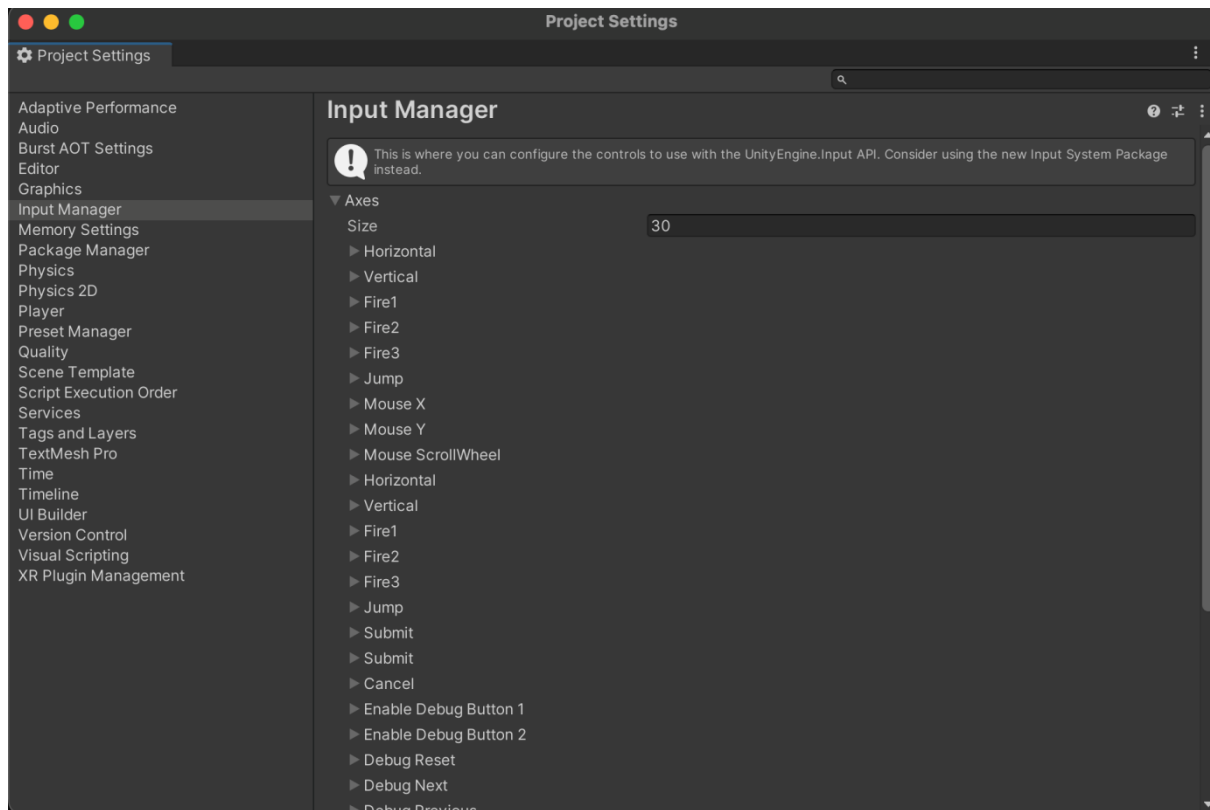 Project Settings
Project Settings
Adaptive Performance
Audio
Burst AOT Settings
Editor
Graphics
Input Manager
Memory Settings
Package Manager
Physics
Physics 2D
Player
Preset Manager
Quality
Scene Template
Script Execution Order
Services
Tags and Layers
TextMesh Pro
Time
Timeline
UI Builder
Version Control
Visual Scripting
XR Plugin Management
Input Manager
This is where you can configure the controls to use with the UnityEngine.Input API. Consider using the new Input System Package
instead.
Axes
Size 30
Horizontal
Vertical
Fire1
Fire2
Fire3
Jump
Mouse X
Mouse Y
Mouse ScrollWheel
Horizontal
Vertical
Fire1
Fire2
Fire3
Jump
Submit
Submit
Cancel
Enable Debug Button 1
Enable Debug Button 2
Debug Reset
Debug Next
Debug Previous